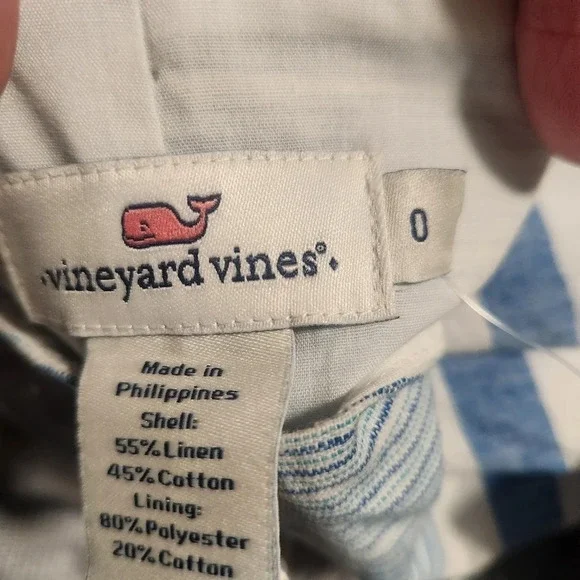 vineyard vines®
0
Made in
Philippines
Shell:
55% Linen
45% Cotton
Lining:
80% Polyester
20% Cotton